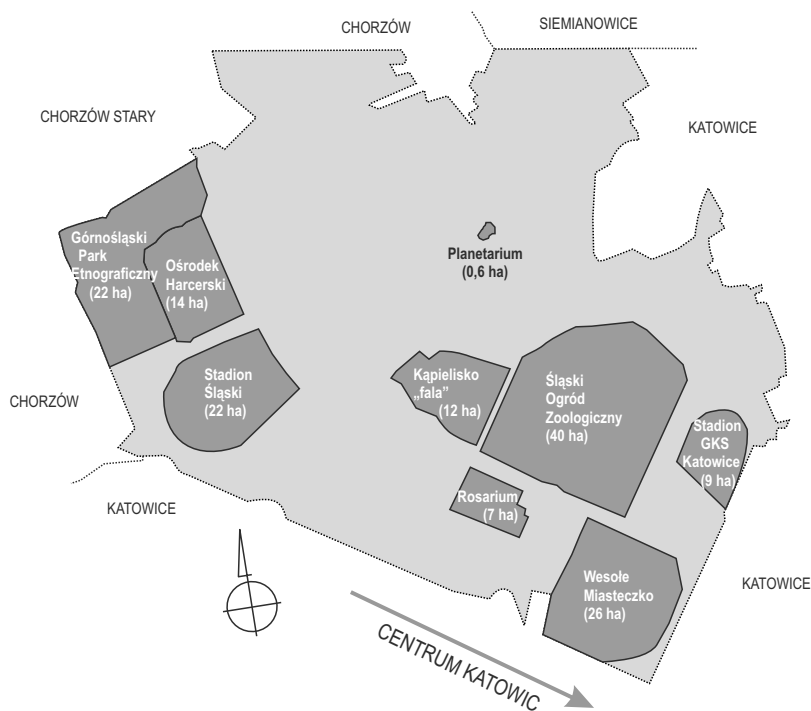 CHORZÓW
SIEMIANOWICE
CHORZÓW STARY
KATOWICE
Górnośląski
Park
Etnograficzny
(22 ha)
Ośrodek
Harcerski
(14 ha)
Planetarium
(0,6 ha)
Stadion
Śląski
(22 ha)
Kąpielisko
„fala”
(12 ha)
Śląski
Ogród
Zoologiczny
(40 ha)
CHORZÓW
Stadion
GKS
Katowice
(9 ha)
Rosarium
(7 ha)
KATOWICE
Wesołe
Miasteczko
(26 ha)
KATOWICE
CENTRUM KATOWIC